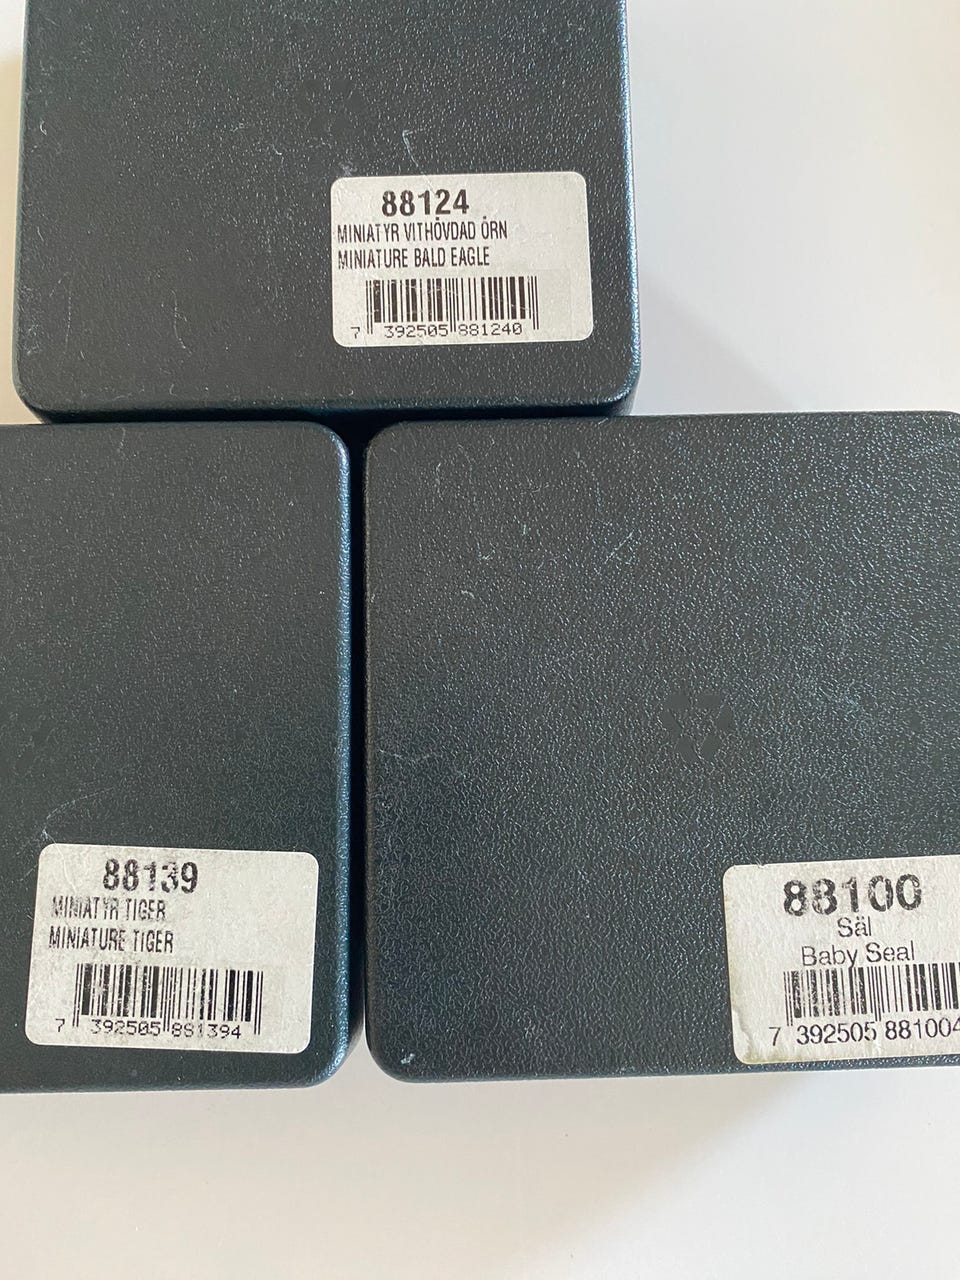 88124
MINIATYR VITHÖVDAD ÖRN
MINIATURE BALD EAGLE
7 392505 881240
88139
MINIATYR TIGER
MINIATURE TIGER
7 392505 881394
88100
Säl
Baby Seal
7 392505 881004